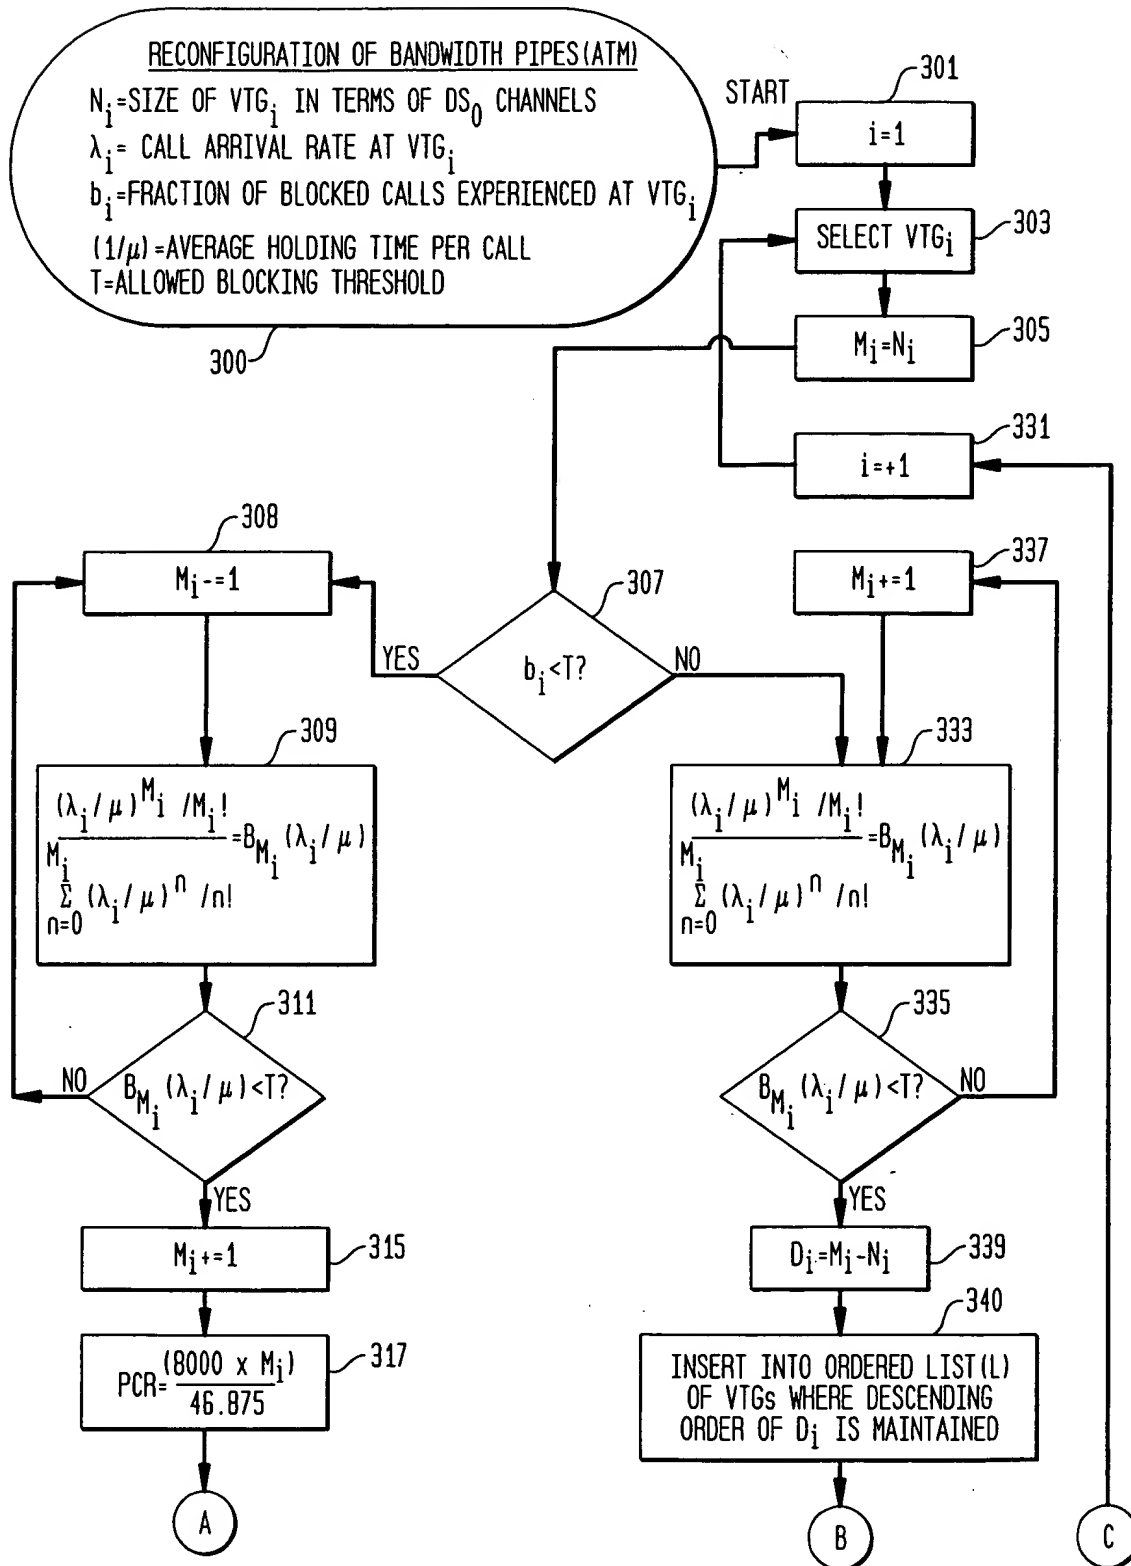 RECONFIGURATION OF BANDWIDTH PIPES(ATM)
Nᵢ=SIZE OF VTGᵢ IN TERMS OF DS₀ CHANNELS
λᵢ= CALL ARRIVAL RATE AT VTGᵢ
bᵢ=FRACTION OF BLOCKED CALLS EXPERIENCED AT VTGᵢ
(1/μ)=AVERAGE HOLDING TIME PER CALL
T=ALLOWED BLOCKING THRESHOLD
300
START
301
i=1
303
SELECT VTGᵢ
305
Mᵢ=Nᵢ
331
i=+1
308
Mᵢ-=1
307
bᵢ<T?
YES
NO
337
Mᵢ+=1
309
(λᵢ/μ)^Mᵢ /Mᵢ!
=B_Mᵢ (λᵢ/μ)
Mᵢ
Σ (λᵢ/μ)ⁿ /n!
n=0
333
(λᵢ/μ)^Mᵢ /Mᵢ!
=B_Mᵢ (λᵢ/μ)
Mᵢ
Σ (λᵢ/μ)ⁿ /n!
n=0
311
B_Mᵢ (λᵢ/μ)<T?
NO
YES
335
B_Mᵢ (λᵢ/μ)<T?
NO
YES
Mᵢ+=1
315
Dᵢ=Mᵢ-Nᵢ
339
PCR=(8000 x Mᵢ)
46.875
317
340
INSERT INTO ORDERED LIST(L)
OF VTGs WHERE DESCENDING
ORDER OF Dᵢ IS MAINTAINED
A
B
C